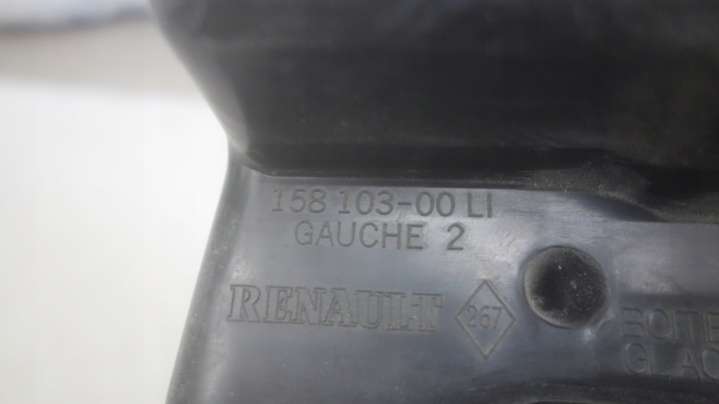 158 103-00 LI
GAUCHE 2
RENAULT 267